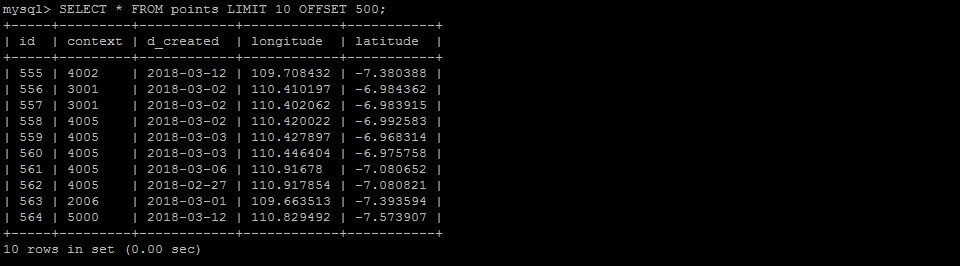 mysql> SELECT * FROM points LIMIT 10 OFFSET 500;
+-----+---------+------------+------------+-----------+
| id  | context | d_created  | longitude  | latitude  |
+-----+---------+------------+------------+-----------+
| 555 | 4002    | 2018-03-12 | 109.708432 | -7.380388 |
| 556 | 3001    | 2018-03-02 | 110.410197 | -6.984362 |
| 557 | 3001    | 2018-03-02 | 110.402062 | -6.983915 |
| 558 | 4005    | 2018-03-02 | 110.420022 | -6.992583 |
| 559 | 4005    | 2018-03-03 | 110.427897 | -6.968314 |
| 560 | 4005    | 2018-03-03 | 110.446404 | -6.975758 |
| 561 | 4005    | 2018-03-06 | 110.91678  | -7.080652 |
| 562 | 4005    | 2018-02-27 | 110.917854 | -7.080821 |
| 563 | 2006    | 2018-03-01 | 109.663513 | -7.393594 |
| 564 | 5000    | 2018-03-12 | 110.829492 | -7.573907 |
+-----+---------+------------+------------+-----------+
10 rows in set (0.00 sec)